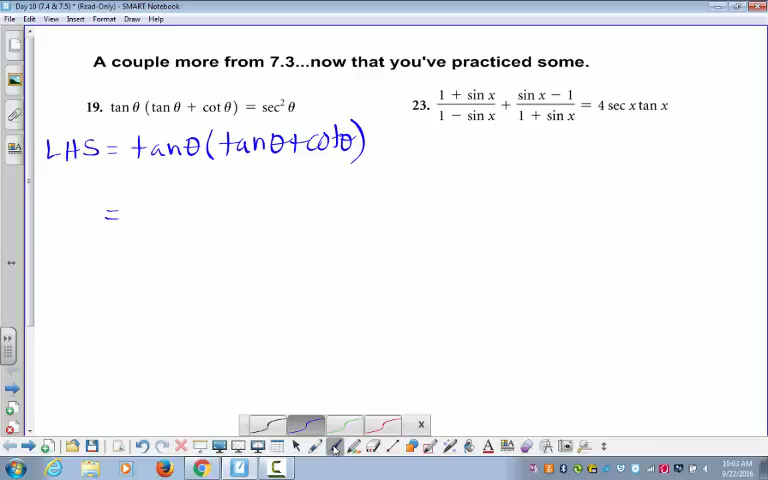 Day 10 (7.4 & 7.5) * (Read-Only) - SMART Notebook
File Edit View Insert Format Draw Help
A couple more from 7.3...now that you've practiced some.
19. tan θ (tan θ + cot θ) = sec² θ
23. (1 + sin x)/(1 − sin x) + (sin x − 1)/(1 + sin x) = 4 sec x tan x
LHS = tanθ(tanθ+cotθ)
=
x
A
10:03 AM
9/22/2016